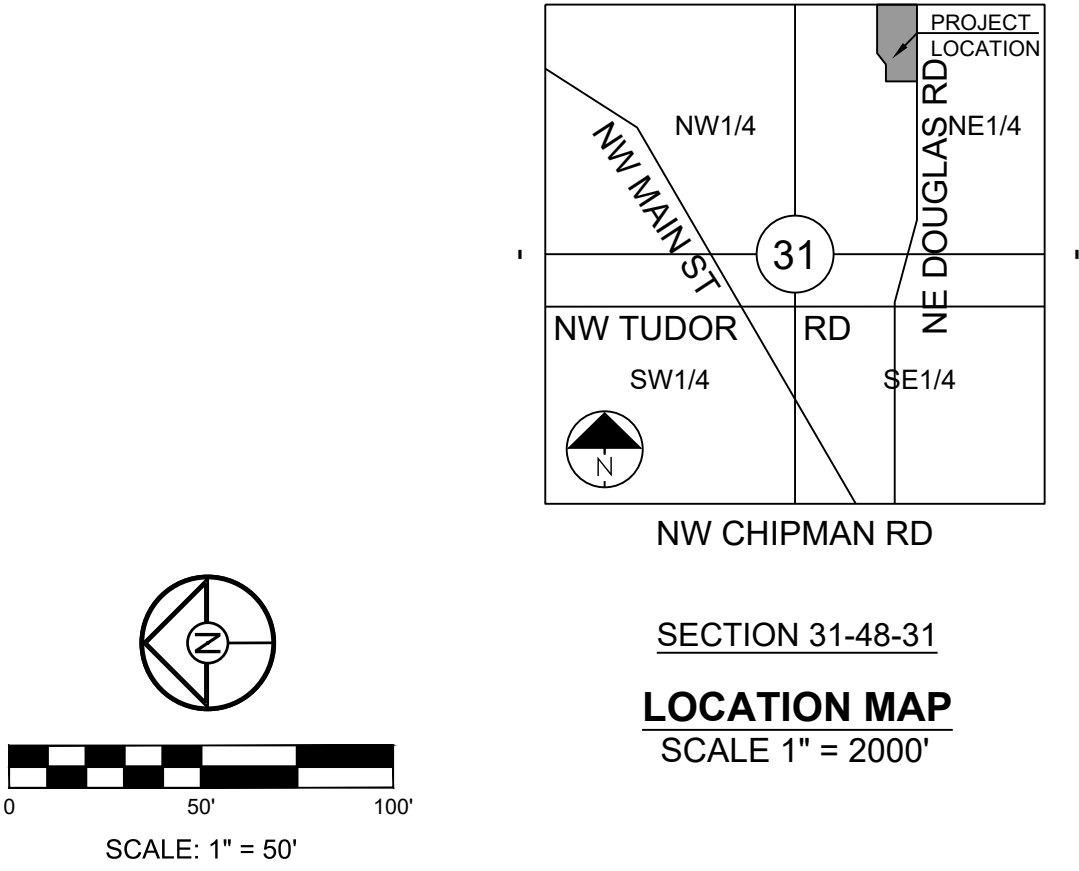 PROJECT
LOCATION
NW1/4
NE1/4
NW MAIN ST
NE DOUGLAS RD
31
NW TUDOR RD
SW1/4
SE1/4
N
NW CHIPMAN RD
SECTION 31-48-31
LOCATION MAP
SCALE 1" = 2000'
N
0 50' 100'
SCALE: 1" = 50'